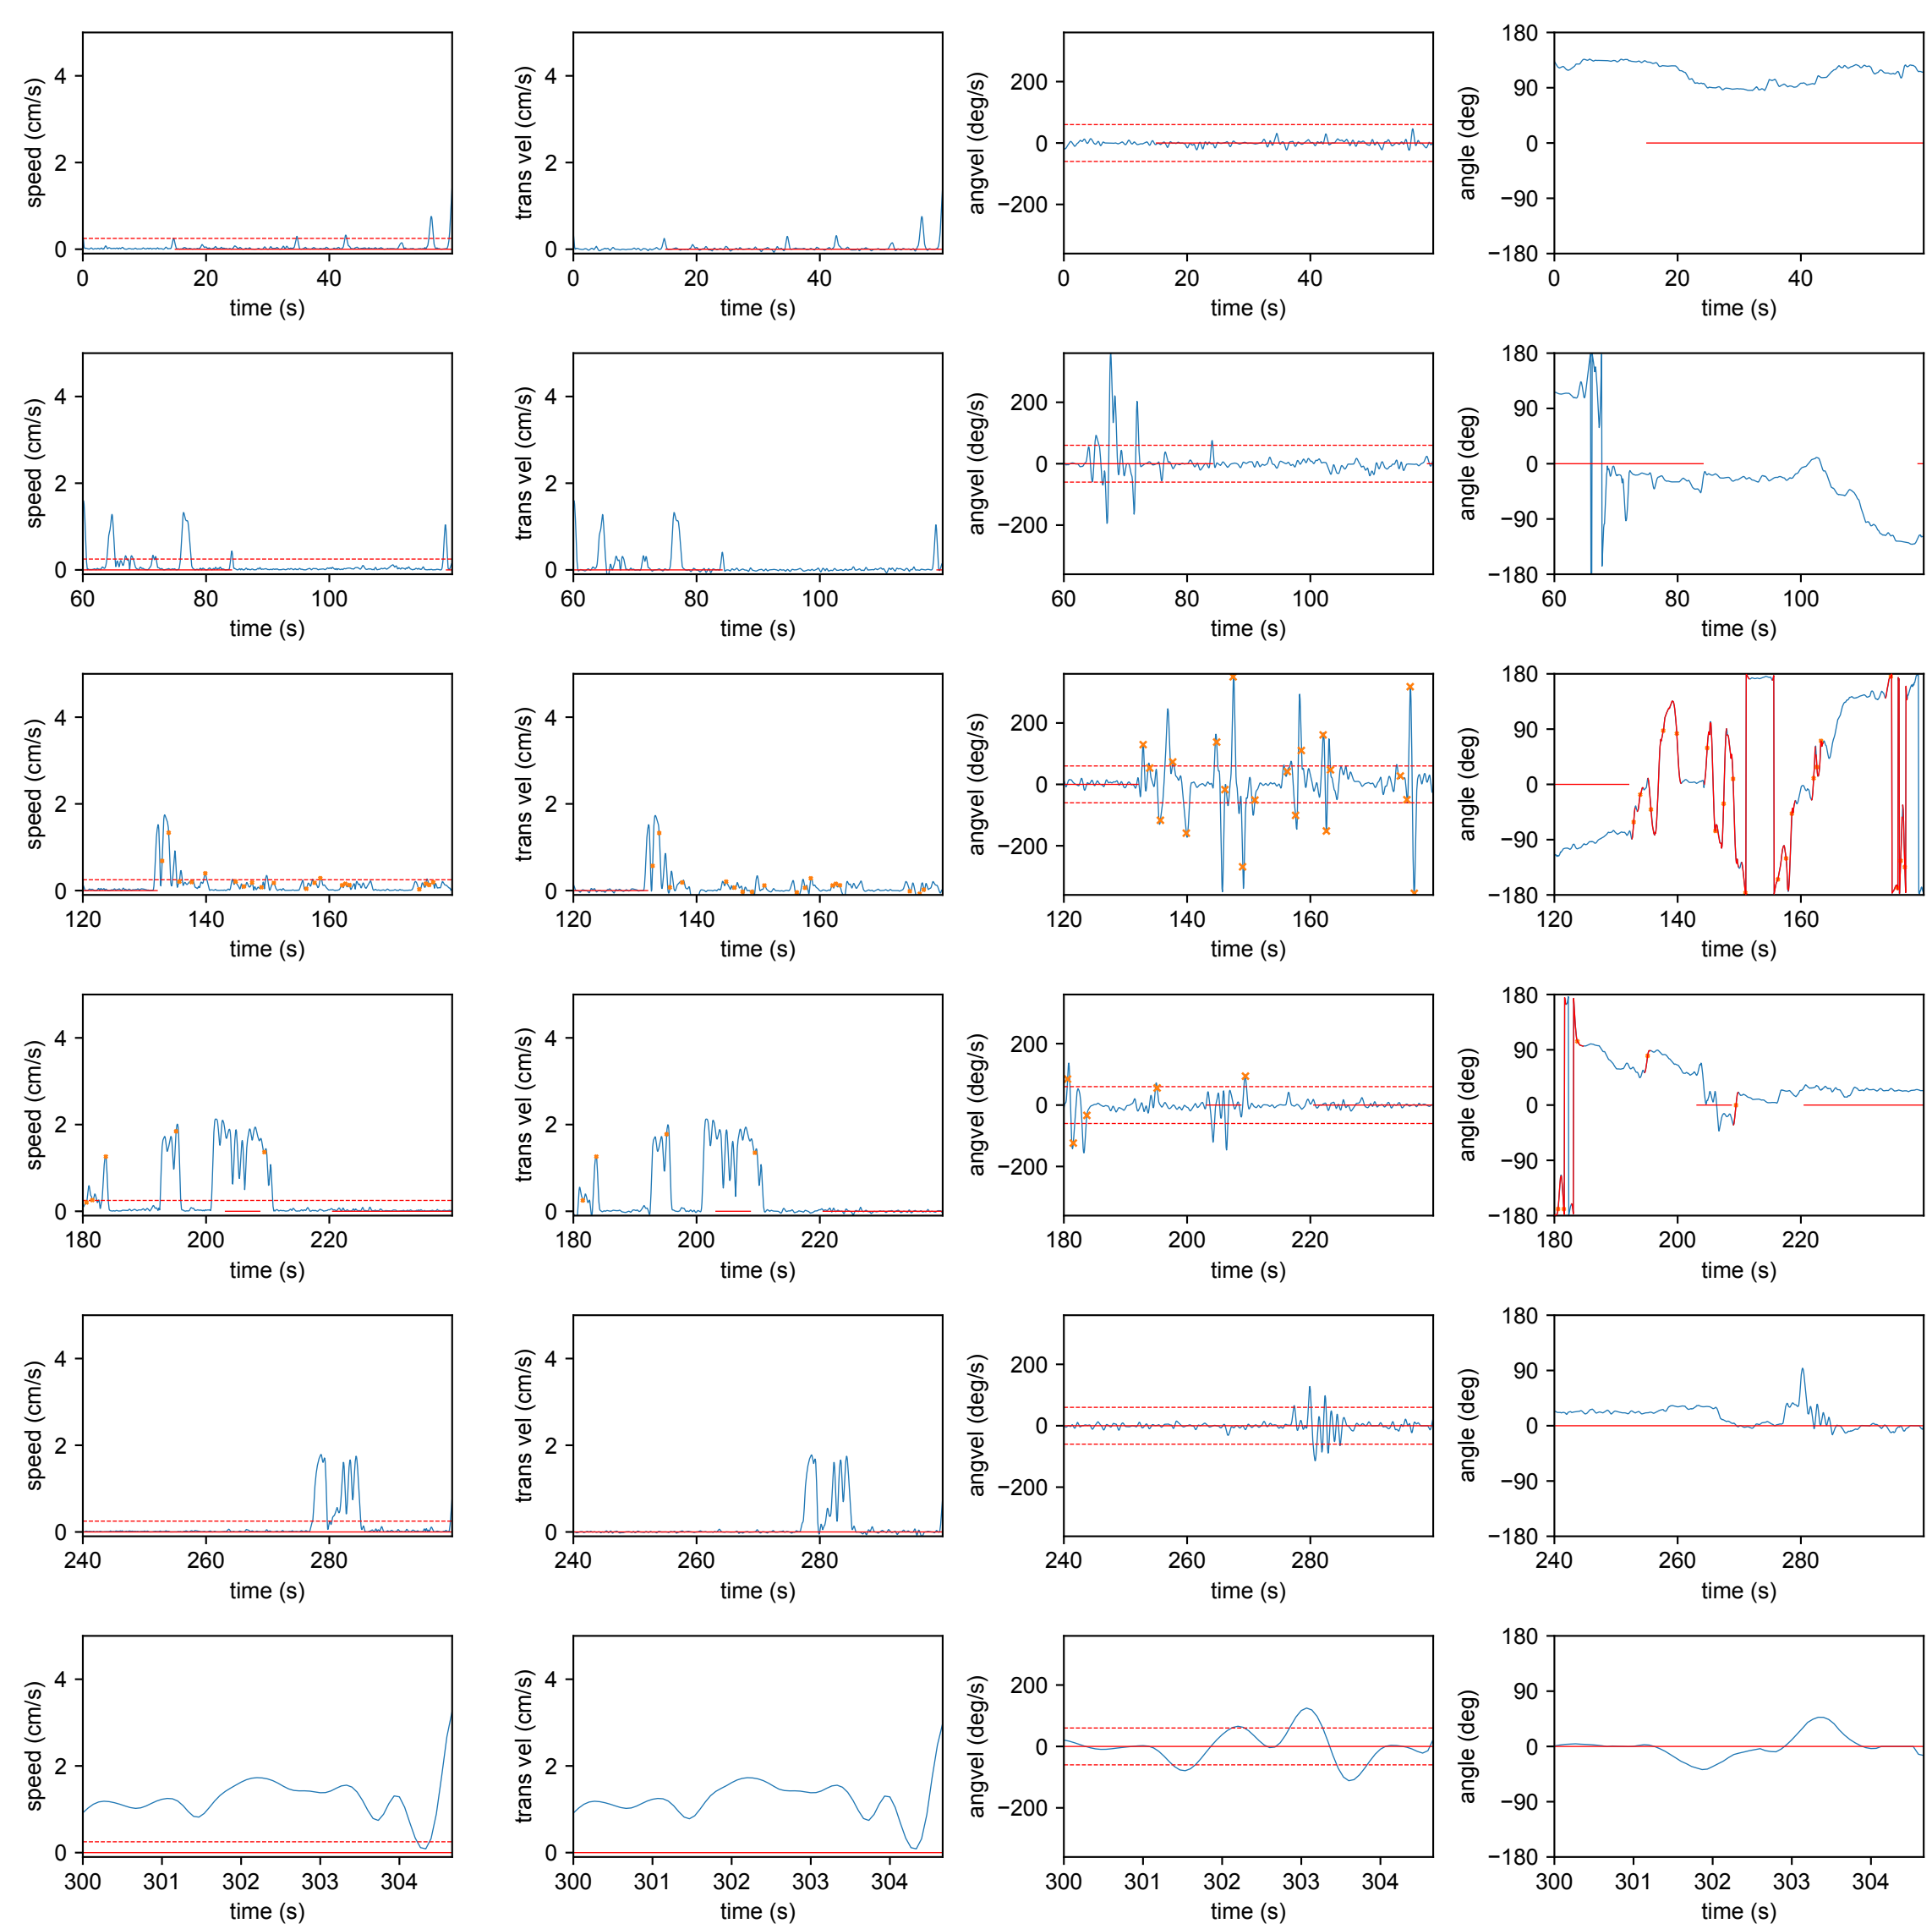 speed (cm/s)
4
2
0
0 20 40
time (s)
trans vel (cm/s)
4
2
0
0 20 40
time (s)
angvel (deg/s)
200
0
−200
0 20 40
time (s)
angle (deg)
180
90
0
−90
−180
0 20 40
time (s)
speed (cm/s)
4
2
0
60 80 100
time (s)
trans vel (cm/s)
4
2
0
60 80 100
time (s)
angvel (deg/s)
200
0
−200
60 80 100
time (s)
angle (deg)
180
90
0
−90
−180
60 80 100
time (s)
speed (cm/s)
4
2
0
120 140 160
time (s)
trans vel (cm/s)
4
2
0
120 140 160
time (s)
angvel (deg/s)
200
0
−200
120 140 160
time (s)
angle (deg)
180
90
0
−90
−180
120 140 160
time (s)
speed (cm/s)
4
2
0
180 200 220
time (s)
trans vel (cm/s)
4
2
0
180 200 220
time (s)
angvel (deg/s)
200
0
−200
180 200 220
time (s)
angle (deg)
180
90
0
−90
−180
180 200 220
time (s)
speed (cm/s)
4
2
0
240 260 280
time (s)
trans vel (cm/s)
4
2
0
240 260 280
time (s)
angvel (deg/s)
200
0
−200
240 260 280
time (s)
angle (deg)
180
90
0
−90
−180
240 260 280
time (s)
speed (cm/s)
4
2
0
300 301 302 303 304
time (s)
trans vel (cm/s)
4
2
0
300 301 302 303 304
time (s)
angvel (deg/s)
200
0
−200
300 301 302 303 304
time (s)
angle (deg)
180
90
0
−90
−180
300 301 302 303 304
time (s)